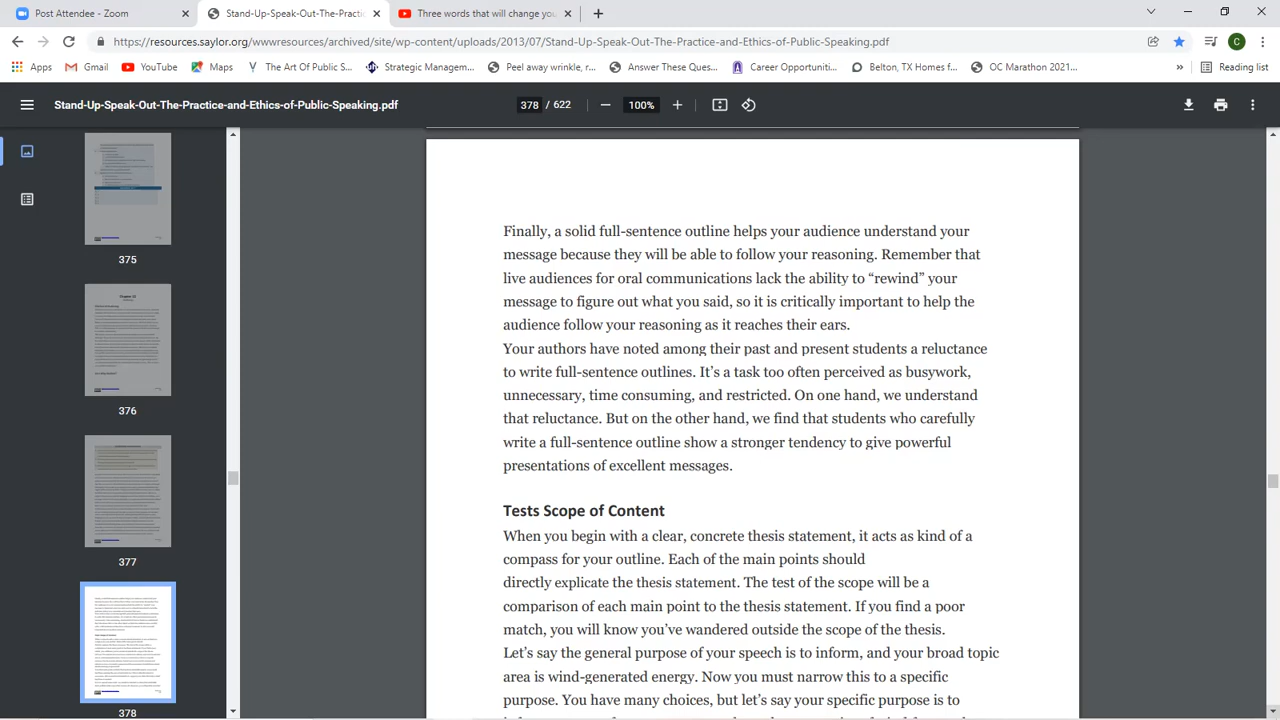 Post Attendee - Zoom
Stand-Up-Speak-Out-The-Practic
Three words that will change you
https://resources.saylor.org/wwwresources/archived/site/wp-content/uploads/2013/07/Stand-Up-Speak-Out-The-Practice-and-Ethics-of-Public-Speaking.pdf
C
Apps
Gmail
YouTube
Maps
The Art Of Public S...
Strategic Managem...
Peel away,wrinkle, r...
Answer These Que...
Career Opportuni...
Belton, TX Homes f...
OC Marathon 2021...
»
Reading list
Stand-Up-Speak-Out-The-Practice-and-Ethics-of-Public-Speaking.pdf
378 / 622
100%
375
376
377
378
Finally, a solid full-sentence outline helps your audience understand your
message because they will be able to follow your reasoning. Remember that
live audiences for oral communications lack the ability to “rewind” your
message to figure out what you said, so it is critically important to help the
audience follow your reasoning as it reaches their ears.
Your authors have noted among their past and present students a reluctance
to write full-sentence outlines. It’s a task too often perceived as busywork,
unnecessary, time consuming, and restricted. On one hand, we understand
that reluctance. But on the other hand, we find that students who carefully
write a full-sentence outline show a stronger tendency to give powerful
presentations of excellent messages.
Tests Scope of Content
When you begin with a clear, concrete thesis statement, it acts as kind of a
compass for your outline. Each of the main points should
directly explicate the thesis statement. The test of the scope will be a
comparison of each main point to the thesis statement. If you find a poor
match, you will know you’ve wandered outside the scope of the thesis.
Let’s say the general purpose of your speech is to inform, and your broad topic
is wind-generated energy. Now you must narrow this to a specific
purpose. You have many choices, but let’s say your specific purpose is to